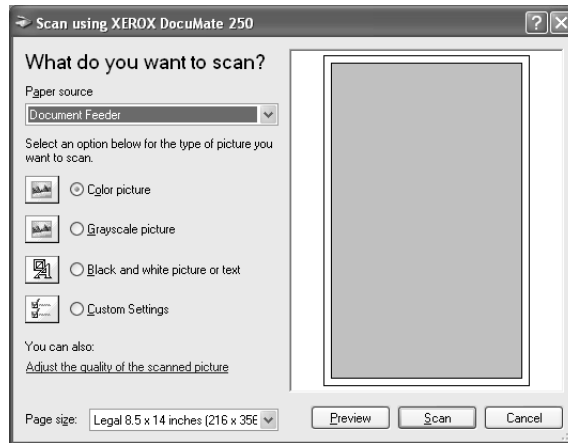 Scan using XEROX DocuMate 250
What do you want to scan?
Paper source
Document Feeder
Select an option below for the type of picture you
want to scan.
Color picture
Grayscale picture
Black and white picture or text
Custom Settings
You can also:
Adjust the quality of the scanned picture
Page size: Legal 8.5 x 14 inches (216 x 356
Preview Scan Cancel